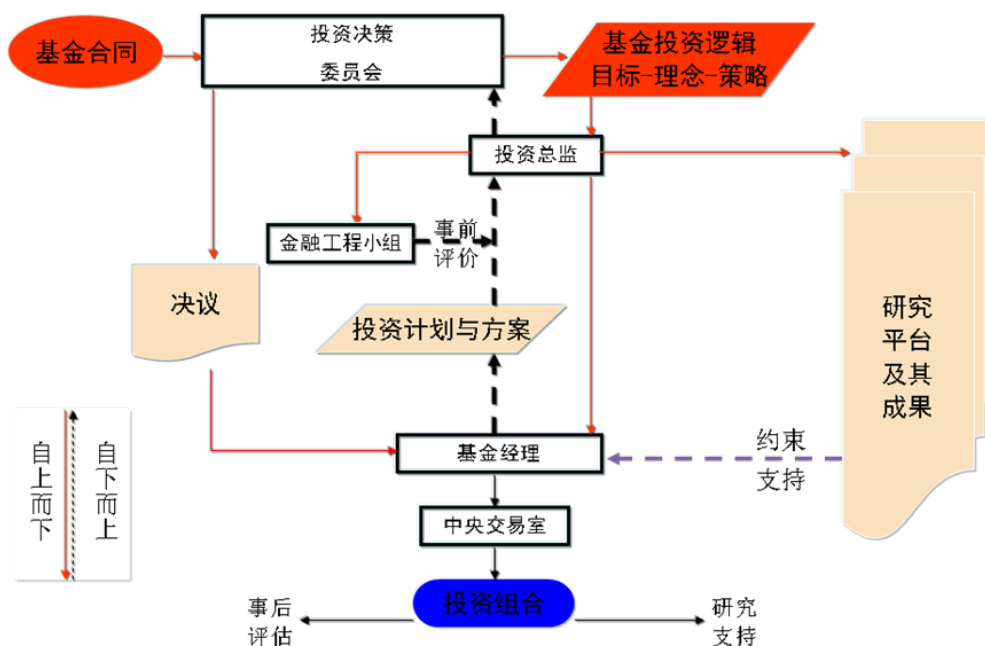 基金合同
投资决策
委员会
基金投资逻辑
目标-理念-策略
投资总监
金融工程小组
事前
评价
决议
投资计划与方案
研究
平台
及其
成果
自上而下
自下而上
基金经理
约束
支持
中央交易室
投资组合
事后
评估
研究
支持